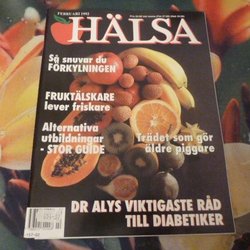 FEBRUARI 1992
HÄLSA
Så snuvar du
FÖRKYLNINGEN
FRUKTÄLSKARE
lever friskare
Alternativa
utbildningar
- STOR GUIDE
Trädet som gör
äldre piggare
DR ALYS VIKTIGASTE RÅD
TILL DIABETIKER